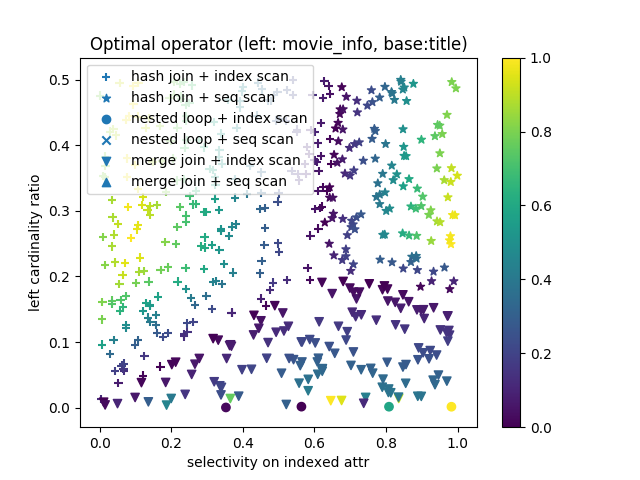 Optimal operator (left: movie_info, base:title)
hash join + index scan
hash join + seq scan
nested loop + index scan
nested loop + seq scan
merge join + index scan
merge join + seq scan
left cardinality ratio
0.5
0.4
0.3
0.2
0.1
0.0
0.0 0.2 0.4 0.6 0.8 1.0
selectivity on indexed attr
1.0
0.8
0.6
0.4
0.2
0.0